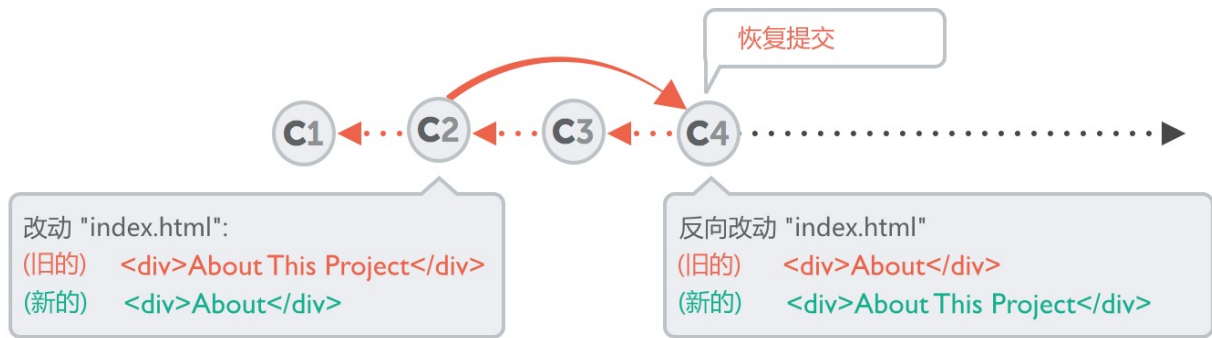 恢复提交
C1 C2 C3 C4
改动 "index.html":
(旧的) <div>About This Project</div>
(新的) <div>About</div>
反向改动 "index.html"
(旧的) <div>About</div>
(新的) <div>About This Project</div>